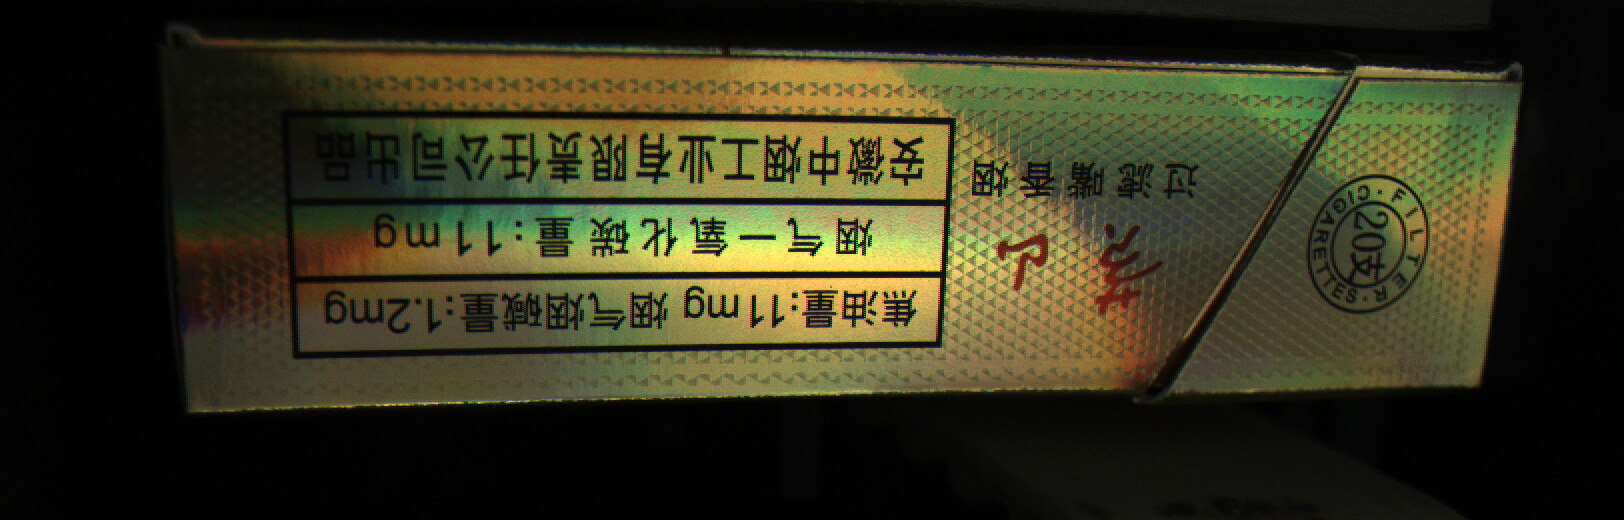 FILTER·CIGARETTES·
20支
黄山
过滤嘴香烟
焦油量:11mg 烟气烟碱量:1.2mg
烟气一氧化碳量:11mg
安徽中烟工业有限责任公司出品